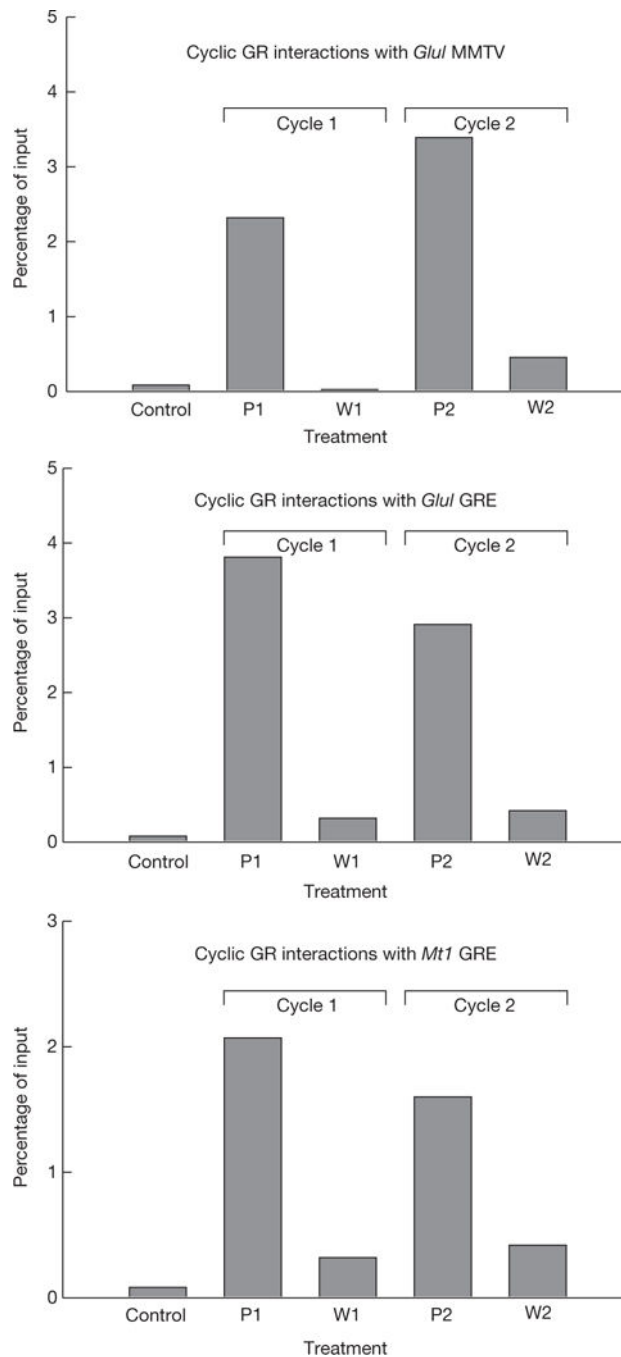 Cyclic GR interactions with Glul MMTV
Percentage of input
5
4
3
2
1
0
Cycle 1 Cycle 2
Control P1 W1 P2 W2
Treatment
Cyclic GR interactions with Glul GRE
Percentage of input
5
4
3
2
1
0
Cycle 1 Cycle 2
Control P1 W1 P2 W2
Treatment
Cyclic GR interactions with Mt1 GRE
Percentage of input
3
2
1
0
Cycle 1 Cycle 2
Control P1 W1 P2 W2
Treatment